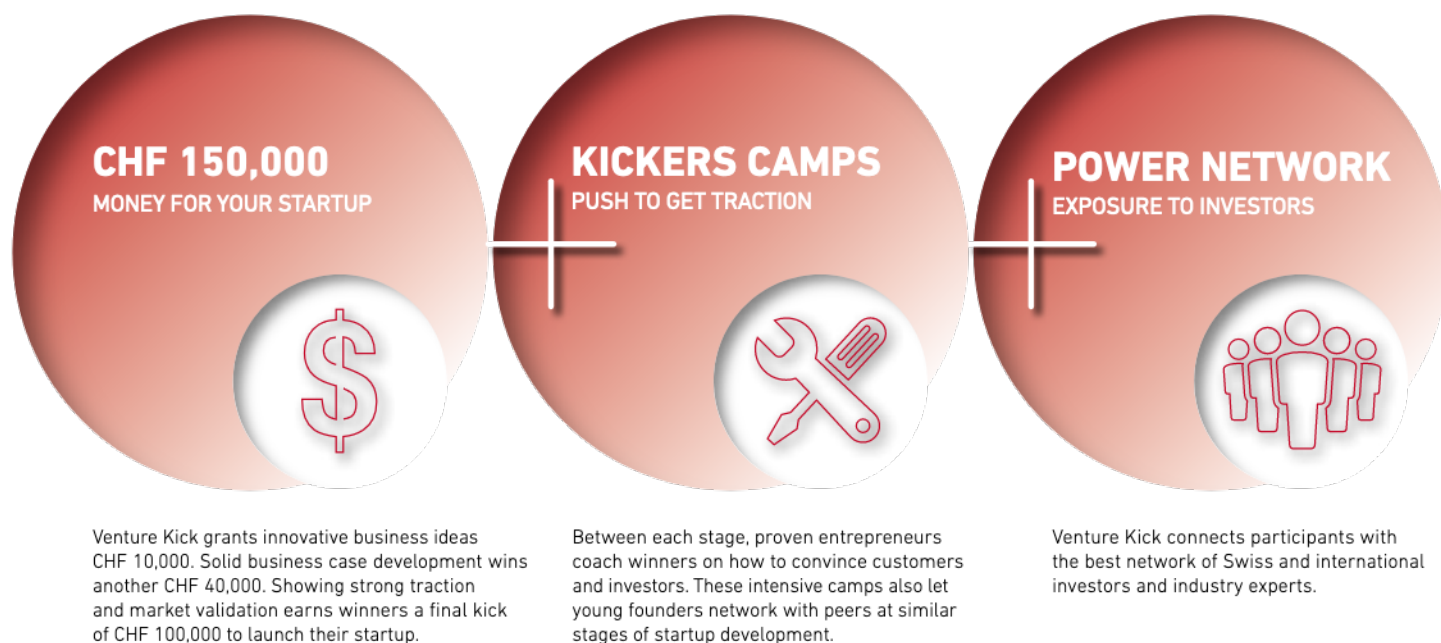 CHF 150,000
MONEY FOR YOUR STARTUP
KICKERS CAMPS
PUSH TO GET TRACTION
POWER NETWORK
EXPOSURE TO INVESTORS
Venture Kick grants innovative business ideas
CHF 10,000. Solid business case development wins
another CHF 40,000. Showing strong traction
and market validation earns winners a final kick
of CHF 100,000 to launch their startup.
Between each stage, proven entrepreneurs
coach winners on how to convince customers
and investors. These intensive camps also let
young founders network with peers at similar
stages of startup development.
Venture Kick connects participants with
the best network of Swiss and international
investors and industry experts.